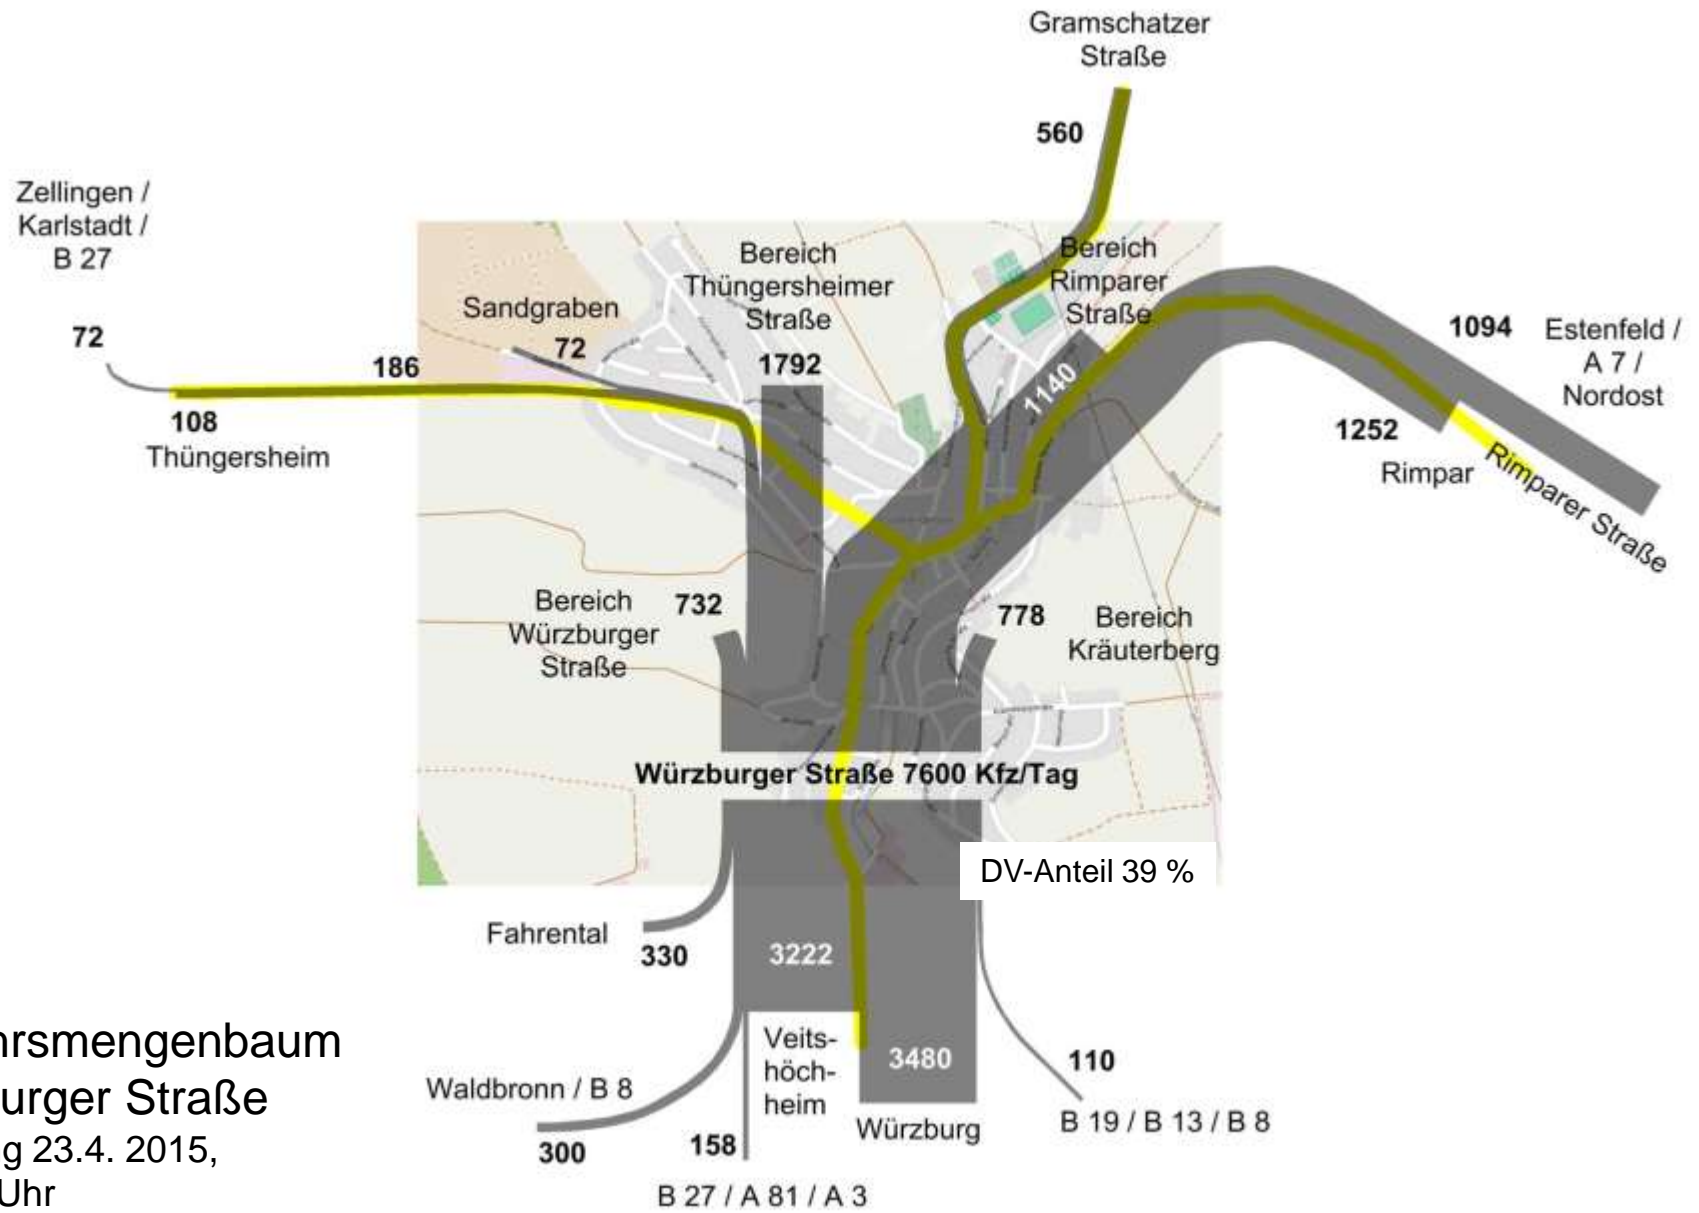 Gramschatzer
Straße
560
Zellingen /
Karlstadt /
B 27
72
186
108
Thüngersheim
Sandgraben
72
Bereich
Thüngersheimer
Straße
1792
Bereich
Rimparer
Straße
1140
1094
Estenfeld /
A 7 /
Nordost
1252
Rimpar
Rimparer Straße
Bereich
Würzburger
Straße
732
778
Bereich
Kräuterberg
Würzburger Straße 7600 Kfz/Tag
DV-Anteil 39 %
Fahrental
330
3222
3480
Waldbronn / B 8
300
158
B 27 / A 81 / A 3
Veits-
höch-
heim
Würzburg
110
B 19 / B 13 / B 8
hrsmengenbaum
urger Straße
g 23.4. 2015,
Uhr